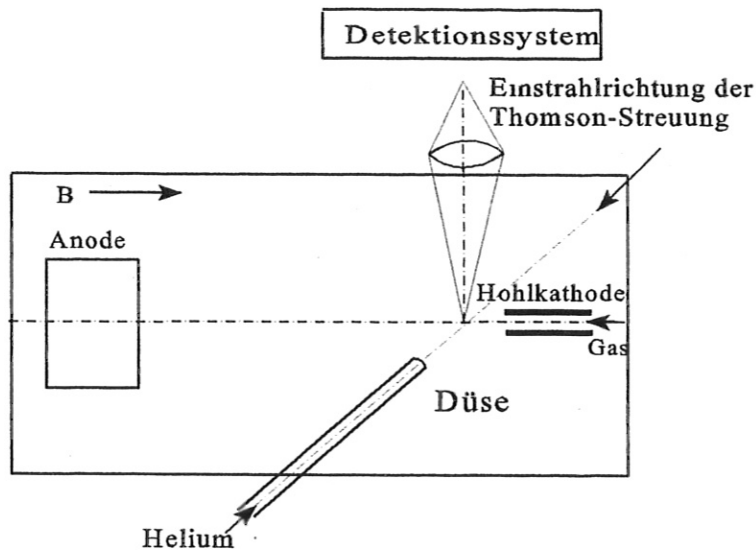 Detektionssystem
Einstrahlrichtung der
Thomson-Streuung
B
Anode
Hohlkathode
Gas
Düse
Helium